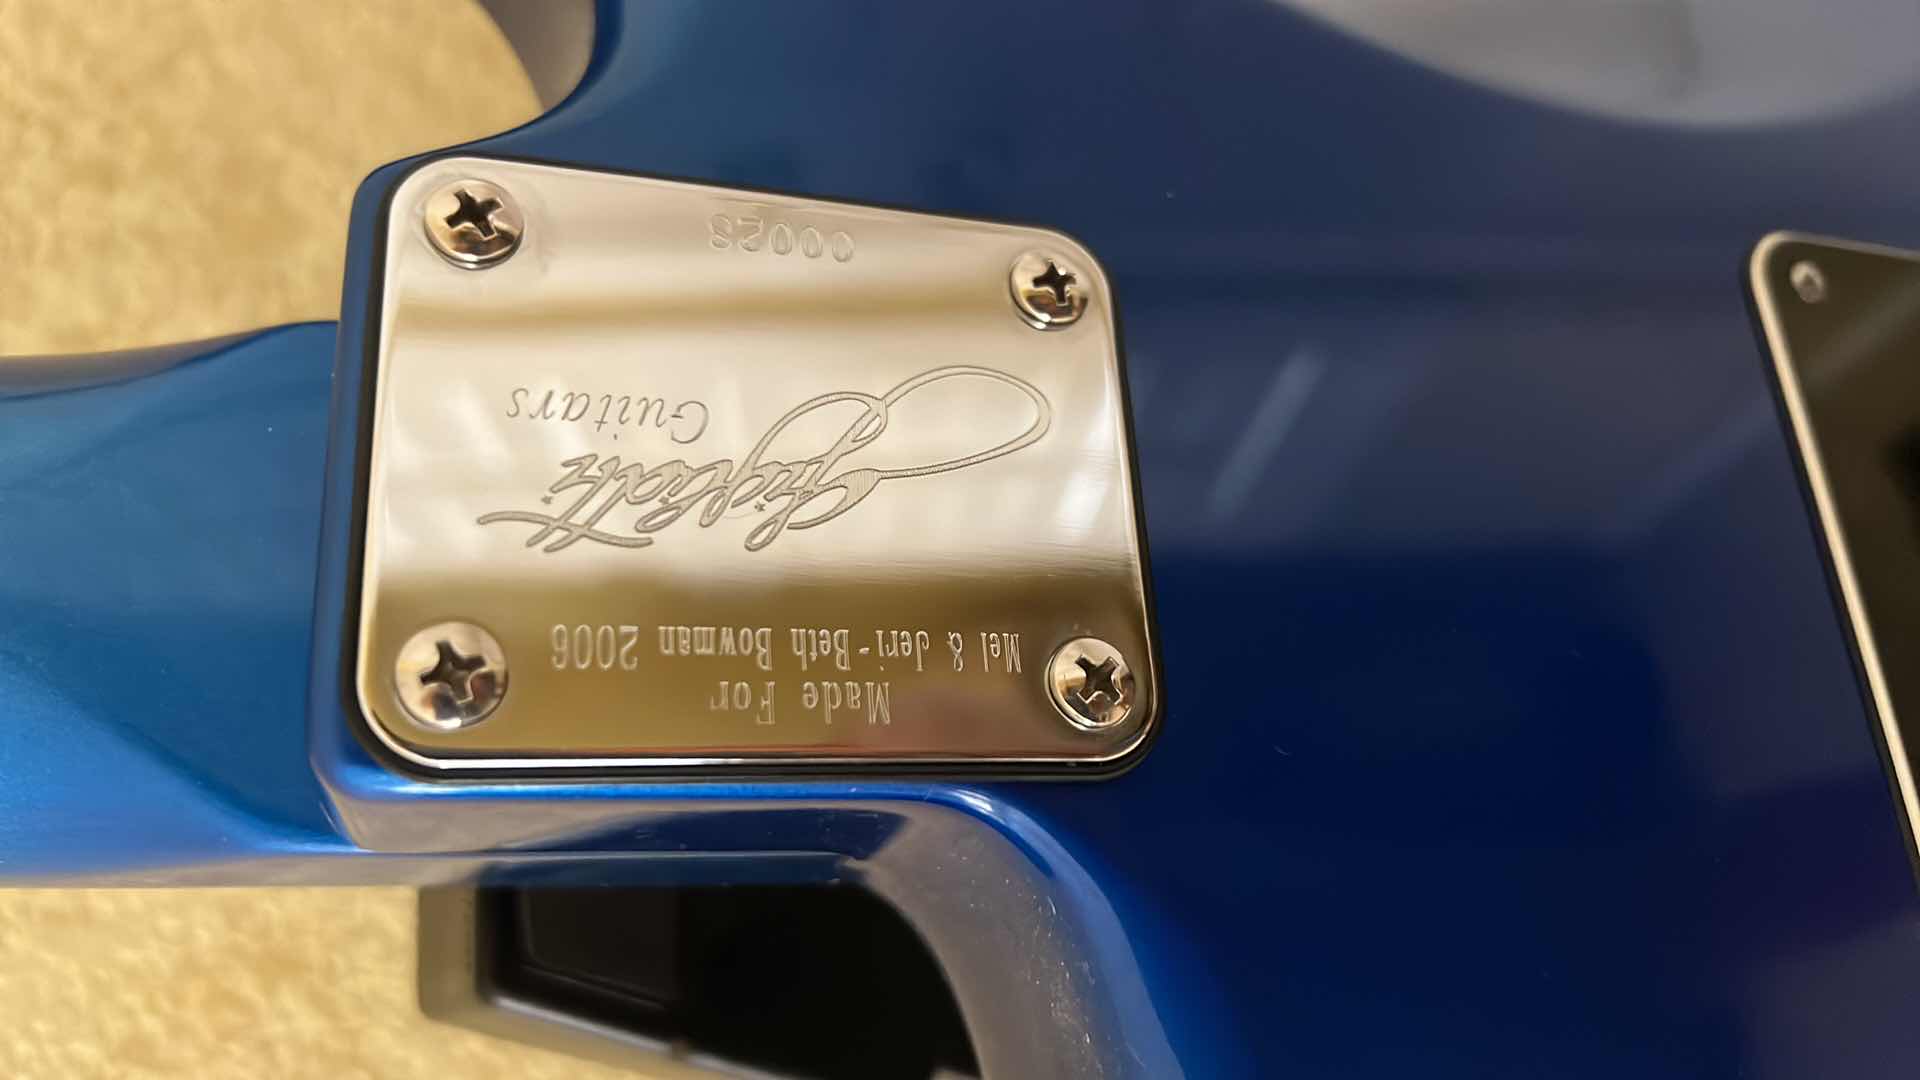 Made For
Mel & Jeri-Beth Bowman 2006
Guitars
00028